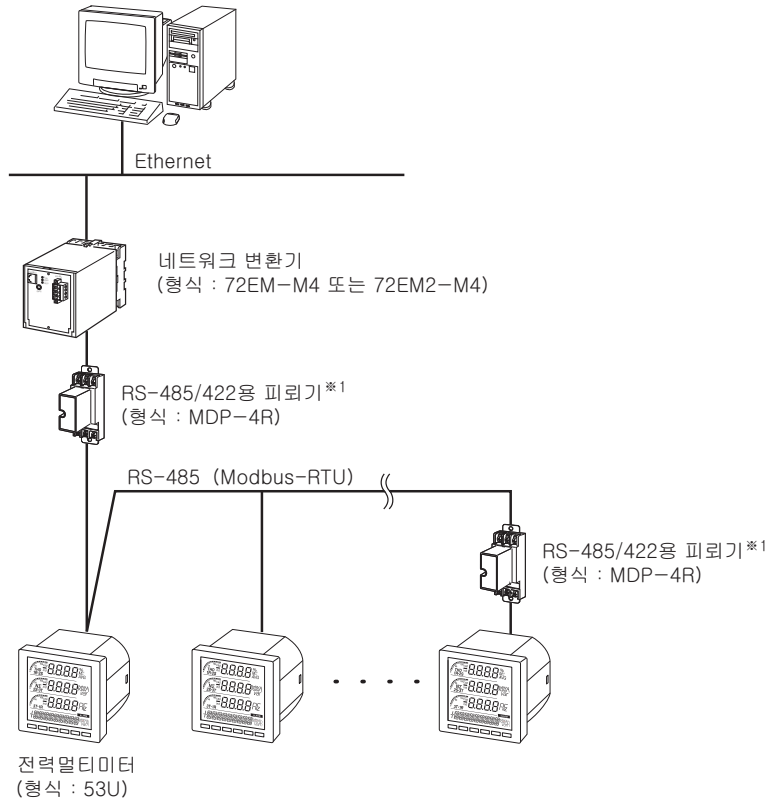 Ethernet
네트워크 변환기
(형식 : 72EM-M4 또는 72EM2-M4)
RS-485/422용 피뢰기※1
(형식 : MDP-4R)
RS-485 (Modbus-RTU)
RS-485/422용 피뢰기※1
(형식 : MDP-4R)
전력멀티미터
(형식 : 53U)